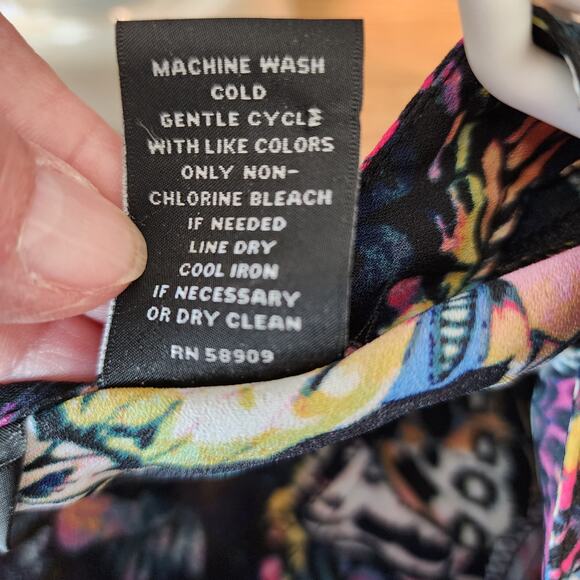 MACHINE WASH
COLD
GENTLE CYCLE
WITH LIKE COLORS
ONLY NON-
CHLORINE BLEACH
IF NEEDED
LINE DRY
COOL IRON
IF NECESSARY
OR DRY CLEAN
RN 58909